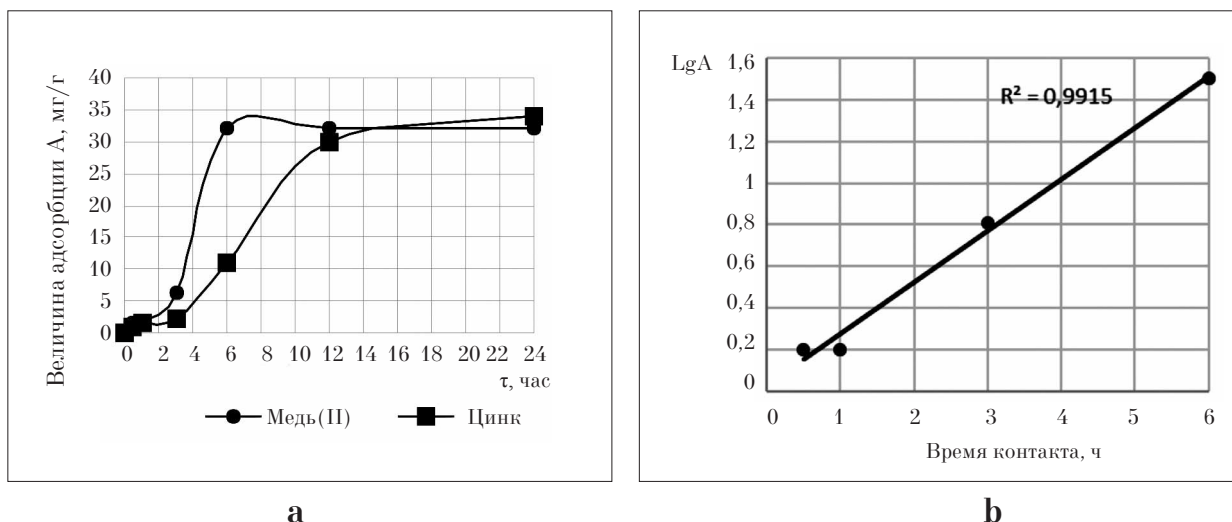 Величина адсорбции А, мг/г
40
35
30
25
20
15
10
5
0
0 2 4 6 8 10 12 14 16 18 20 22 24
τ, час
Медь(II) Цинк
а
LgA
1,6
1,4
1
0,8
0,6
0,4
0,2
0
R² = 0,9915
0 1 2 3 4 5 6
Время контакта, ч
b